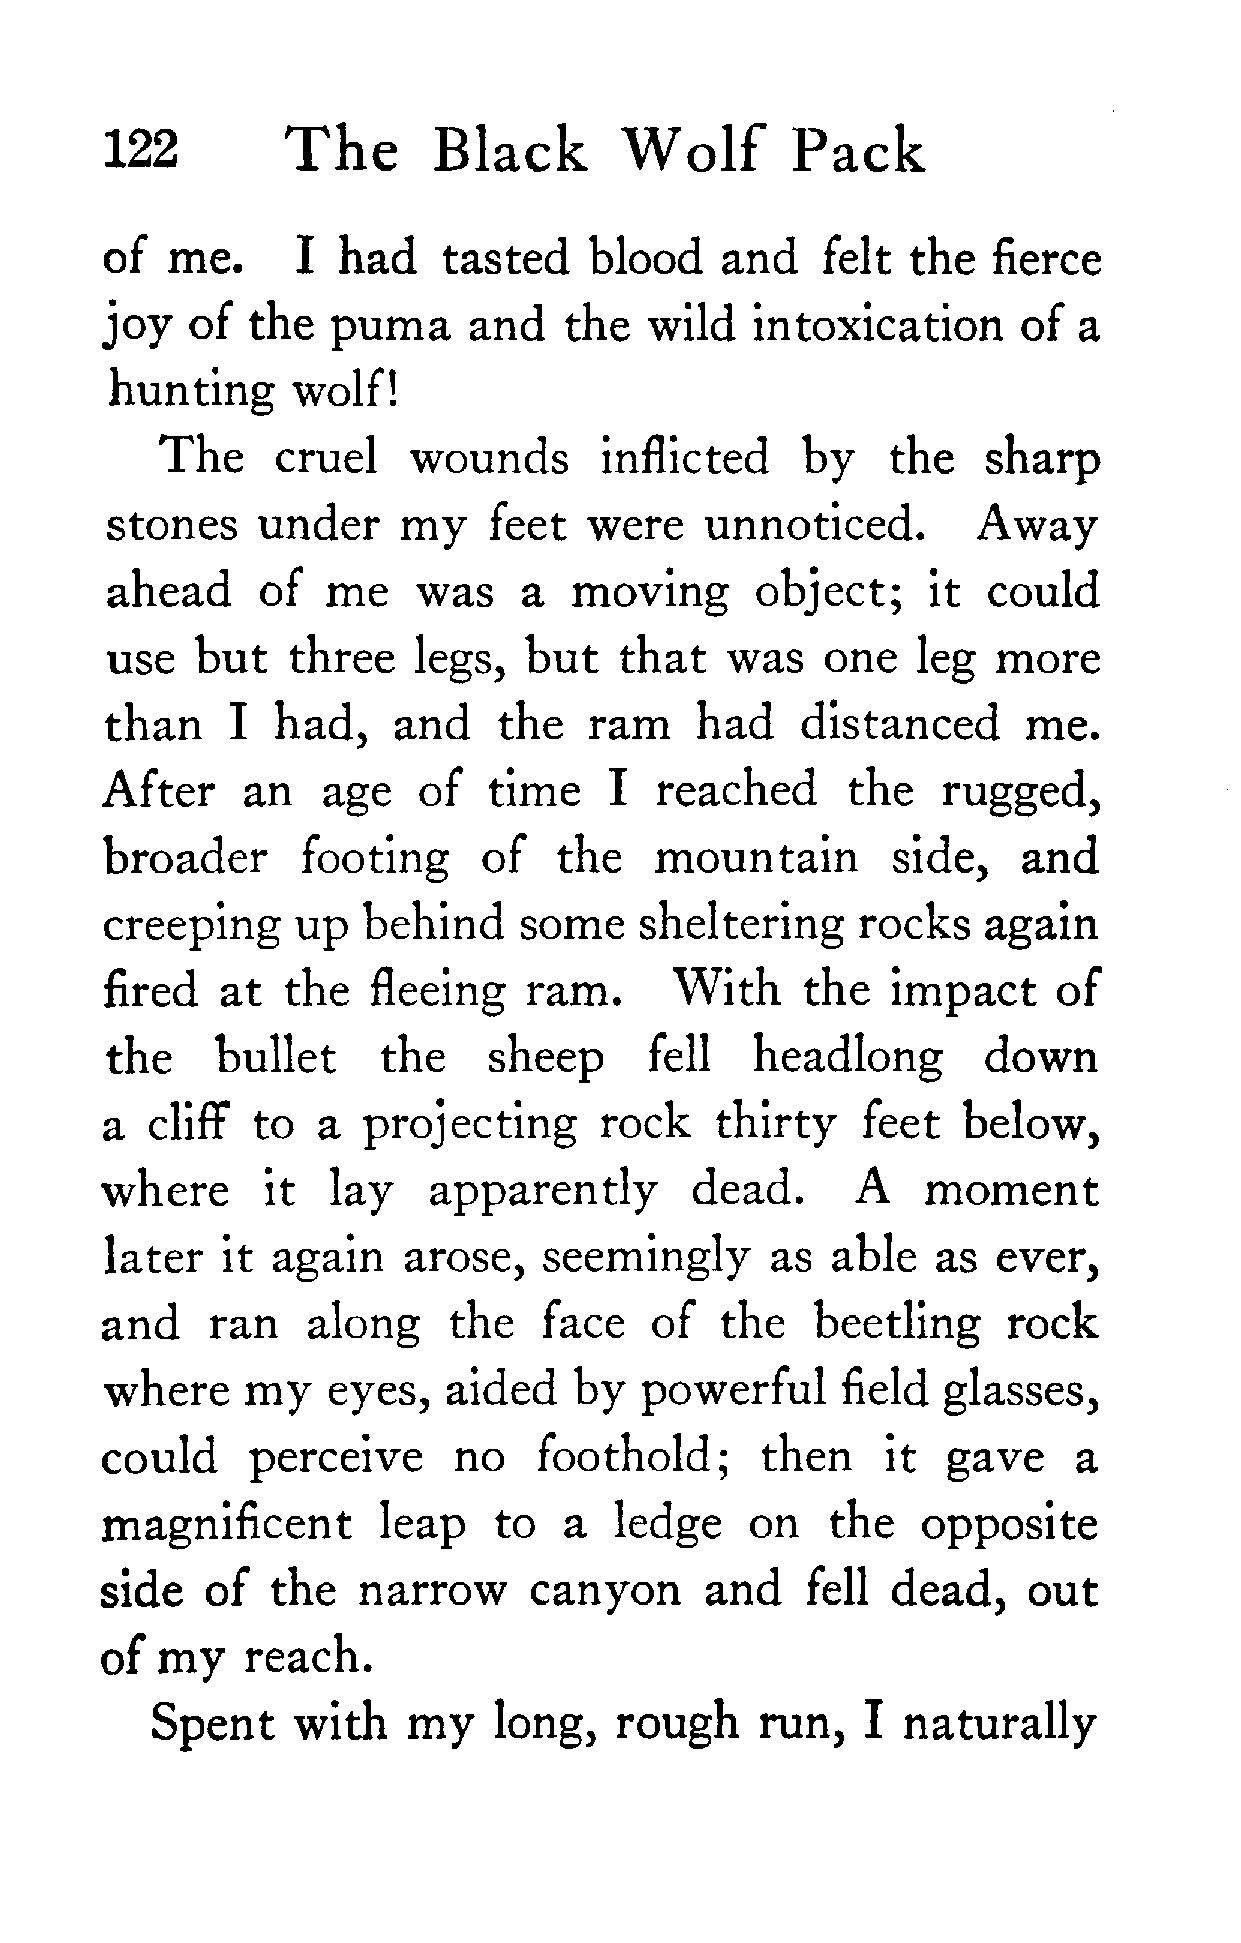 122 The Black Wolf Pack
of me. I had tasted blood and felt the fierce
joy of the puma and the wild intoxication of a
hunting wolf!
The cruel wounds inflicted by the sharp
stones under my feet were unnoticed. Away
ahead of me was a moving object; it could
use but three legs, but that was one leg more
than I had, and the ram had distanced me.
After an age of time I reached the rugged,
broader footing of the mountain side, and
creeping up behind some sheltering rocks again
fired at the fleeing ram. With the impact of
the bullet the sheep fell headlong down
a cliff to a projecting rock thirty feet below,
where it lay apparently dead. A moment
later it again arose, seemingly as able as ever,
and ran along the face of the beetling rock
where my eyes, aided by powerful field glasses,
could perceive no foothold; then it gave a
magnificent leap to a ledge on the opposite
side of the narrow canyon and fell dead, out
of my reach.
Spent with my long, rough run, I naturally